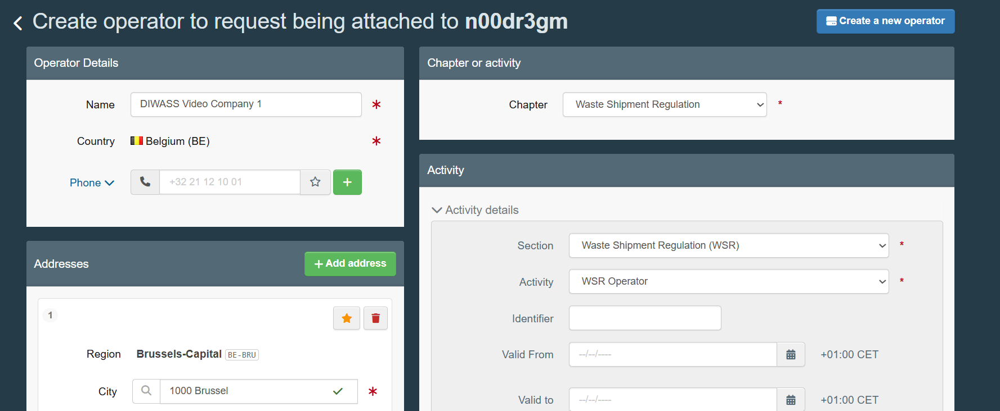 Create operator to request being attached to n00dr3gm
Create a new operator
Operator Details
Name
DIWASS Video Company 1
*
Country
Belgium (BE)
*
Phone
+32 21 12 10 01
+
Addresses
+ Add address
1
Region
Brussels-Capital BE-BRU
City
1000 Brussel
*
Chapter or activity
Chapter
Waste Shipment Regulation
*
Activity
Activity details
Section
Waste Shipment Regulation (WSR)
*
Activity
WSR Operator
*
Identifier
Valid From
--/--/----
+01:00 CET
Valid to
--/--/----
+01:00 CET